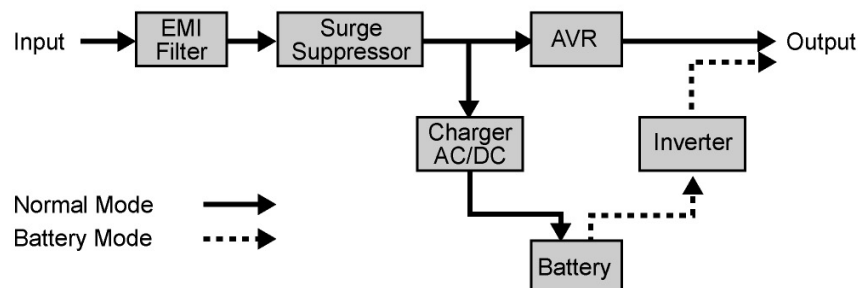 Input
EMI
Filter
Surge
Suppressor
AVR
Output
Charger
AC/DC
Inverter
Normal Mode
Battery Mode
Battery